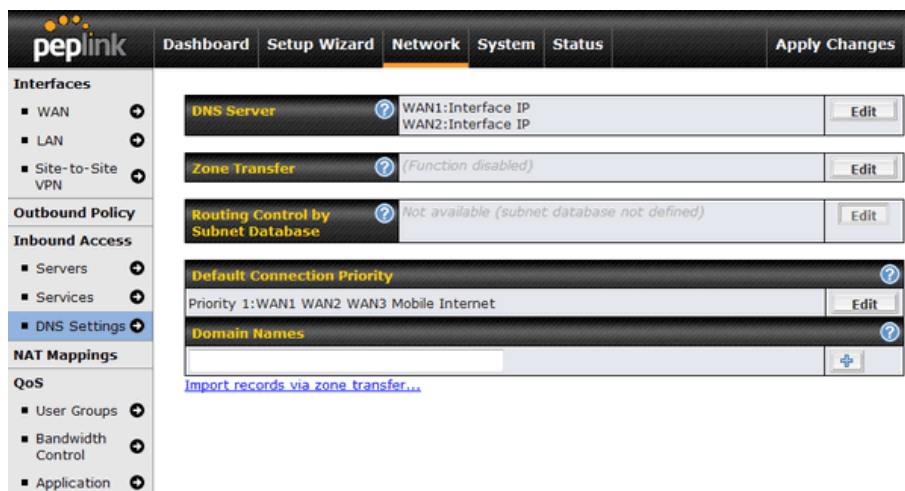 peplink
Dashboard Setup Wizard Network System Status Apply Changes
Interfaces
WAN
LAN
Site-to-Site
VPN
Outbound Policy
Inbound Access
Servers
Services
DNS Settings
NAT Mappings
QoS
User Groups
Bandwidth
Control
Application
DNS Server
WAN1:Interface IP
WAN2:Interface IP
Edit
Zone Transfer
(Function disabled)
Edit
Routing Control by
Subnet Database
Not available (subnet database not defined)
Edit
Default Connection Priority
Priority 1:WAN1 WAN2 WAN3 Mobile Internet
Edit
Domain Names
Import records via zone transfer...